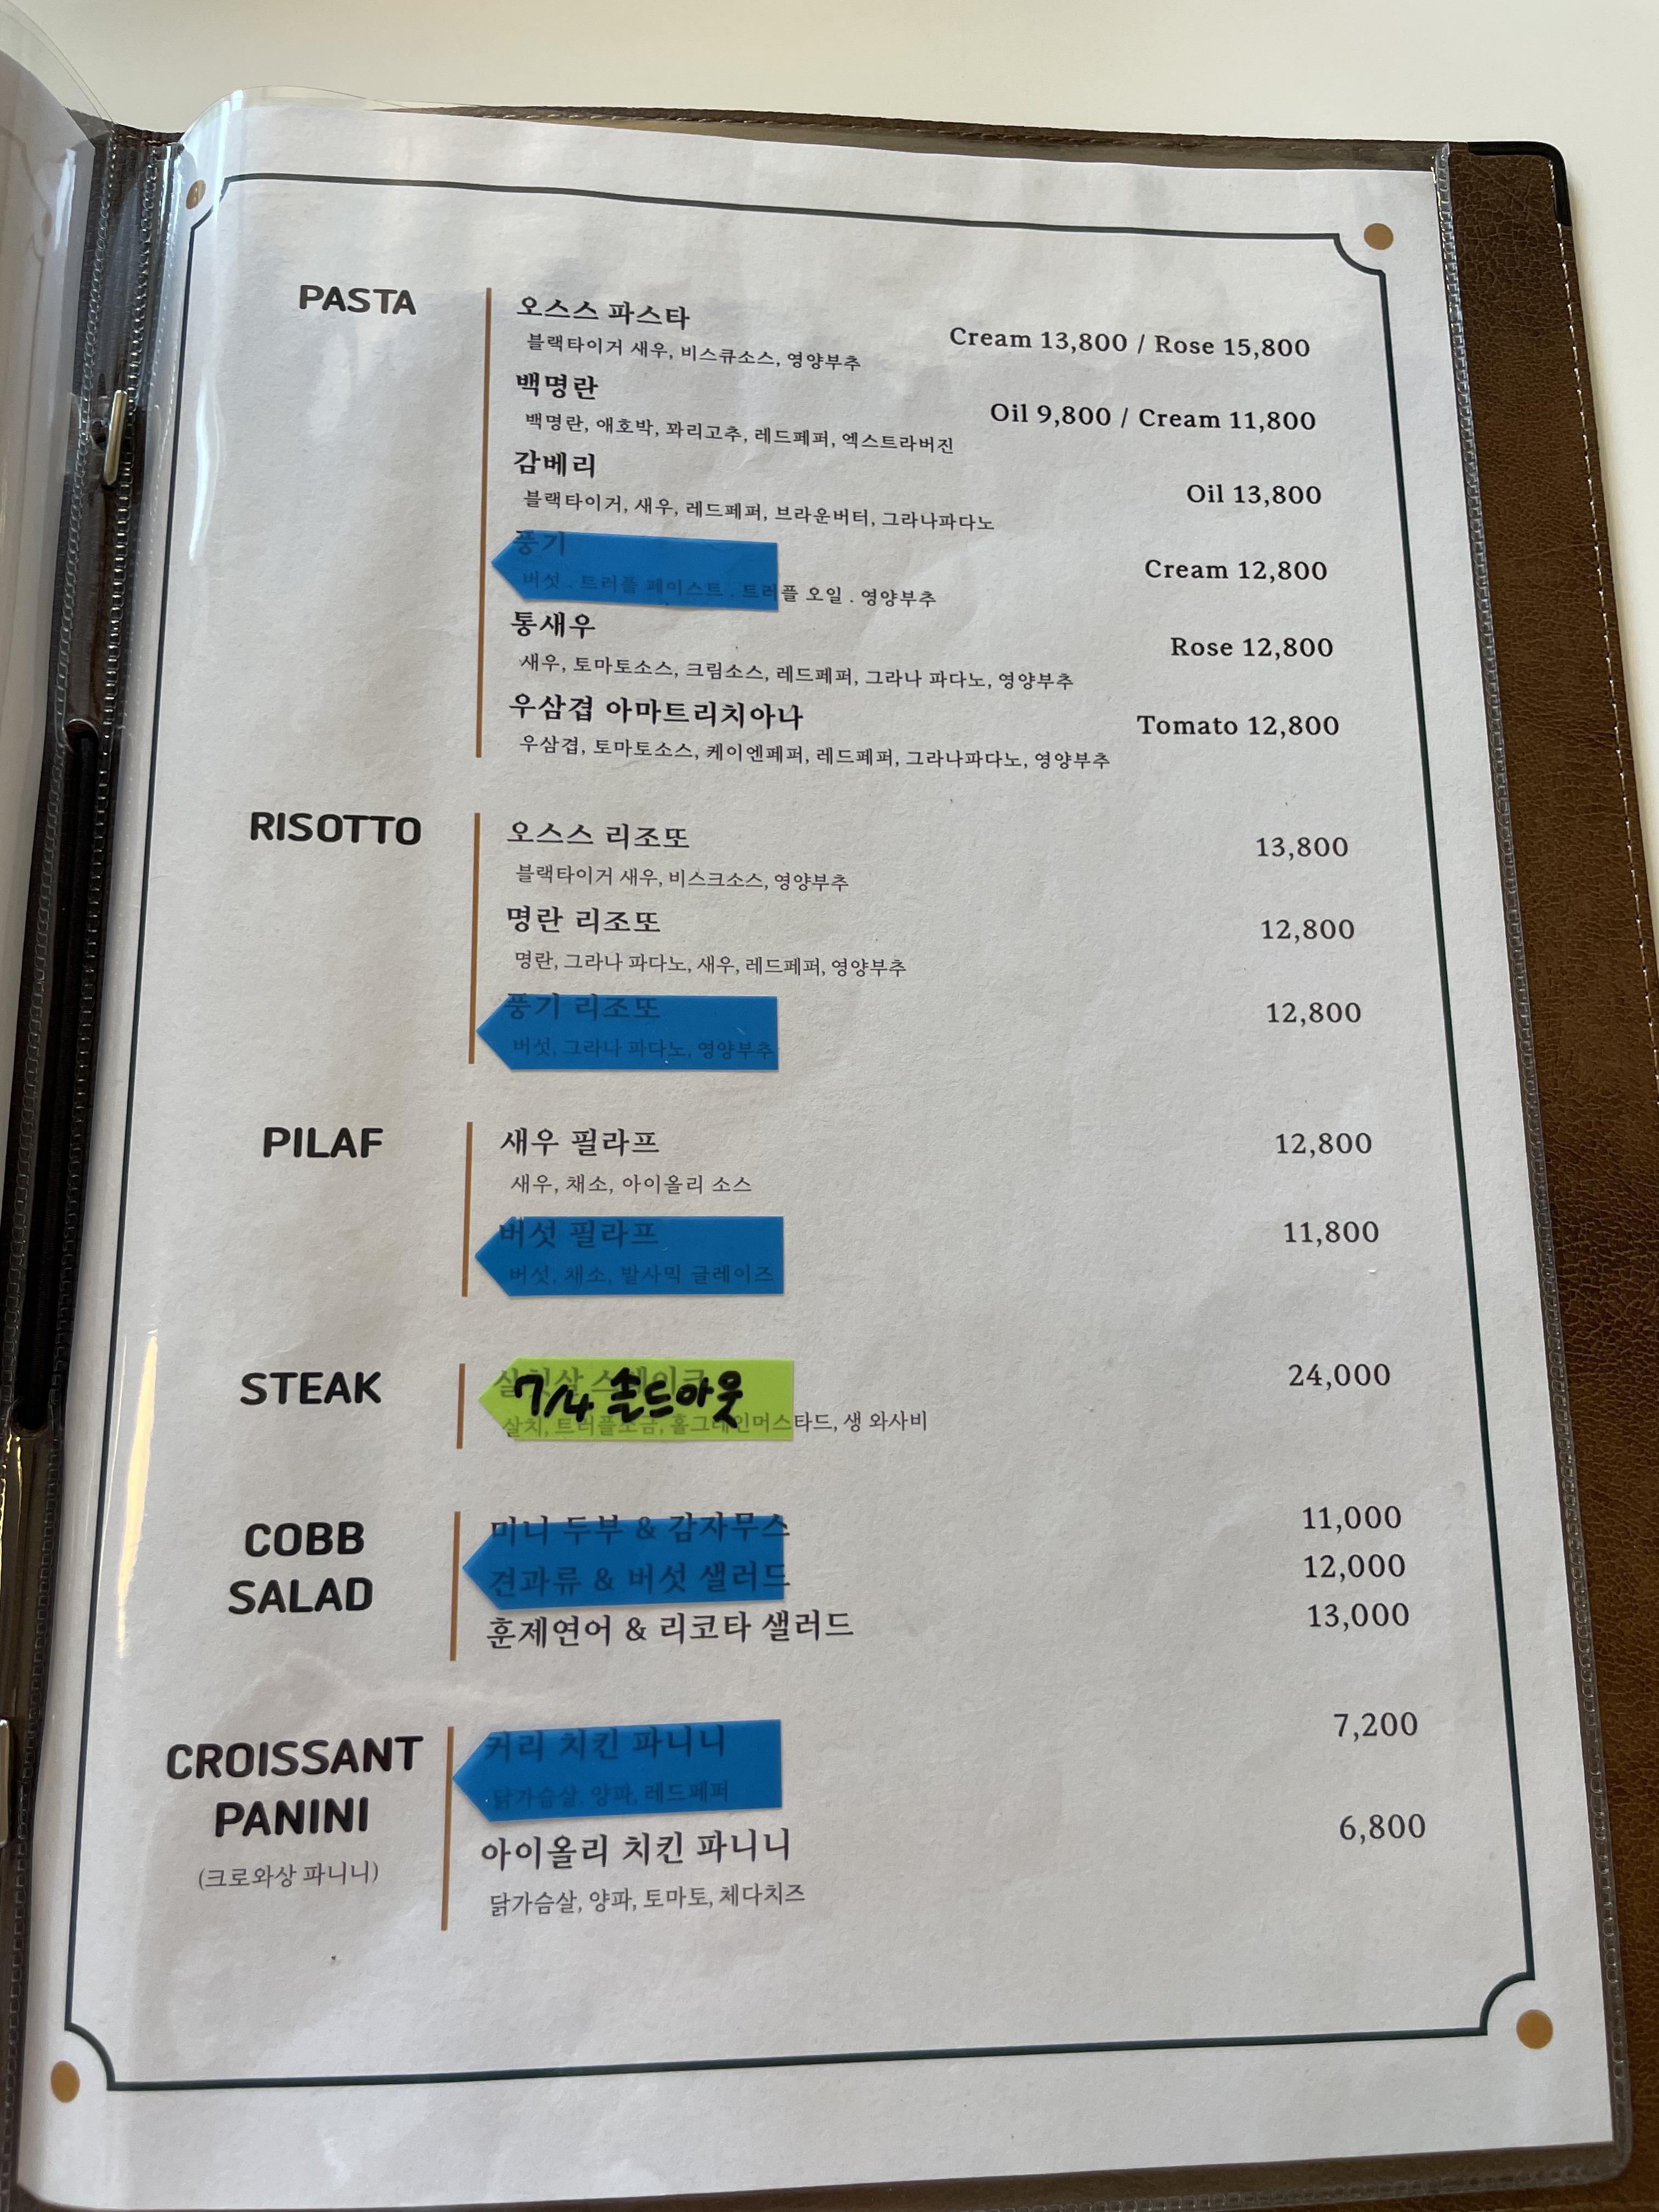 PASTA
오스스 파스타
Cream 13,800 / Rose 15,800
블랙타이거 새우, 비스큐소스, 영양부추
백명란
Oil 9,800 / Cream 11,800
백명란, 애호박, 꽈리고추, 레드페퍼, 엑스트라버진
감베리
Oil 13,800
블랙타이거, 새우, 레드페퍼, 브라운버터, 그라나파다노
풍기
Cream 12,800
버섯 . 트러플 페이스트 . 트러플 오일 . 영양부추
통새우
Rose 12,800
새우, 토마토소스, 크림소스, 레드페퍼, 그라나 파다노, 영양부추
우삼겹 아마트리치아나
Tomato 12,800
우삼겹, 토마토소스, 케이엔페퍼, 레드페퍼, 그라나파다노, 영양부추
RISOTTO
오스스 리조또
13,800
블랙타이거 새우, 비스크소스, 영양부추
명란 리조또
12,800
명란, 그라나 파다노, 새우, 레드페퍼, 영양부추
풍기 리조또
12,800
버섯, 그라나 파다노, 영양부추
PILAF
새우 필라프
12,800
새우, 채소, 아이올리 소스
버섯 필라프
11,800
버섯, 채소, 발사믹 글레이즈
STEAK
살치살 스테이크
24,000
7/4 솔드아웃
살치, 트러플소금, 홀그레인머스타드, 생 와사비
COBB
SALAD
미니 두부 & 감자무스
11,000
견과류 & 버섯 샐러드
12,000
훈제연어 & 리코타 샐러드
13,000
CROISSANT
PANINI
(크로와상 파니니)
커리 치킨 파니니
7,200
닭가슴살, 양파, 레드페퍼
아이올리 치킨 파니니
6,800
닭가슴살, 양파, 토마토, 체다치즈